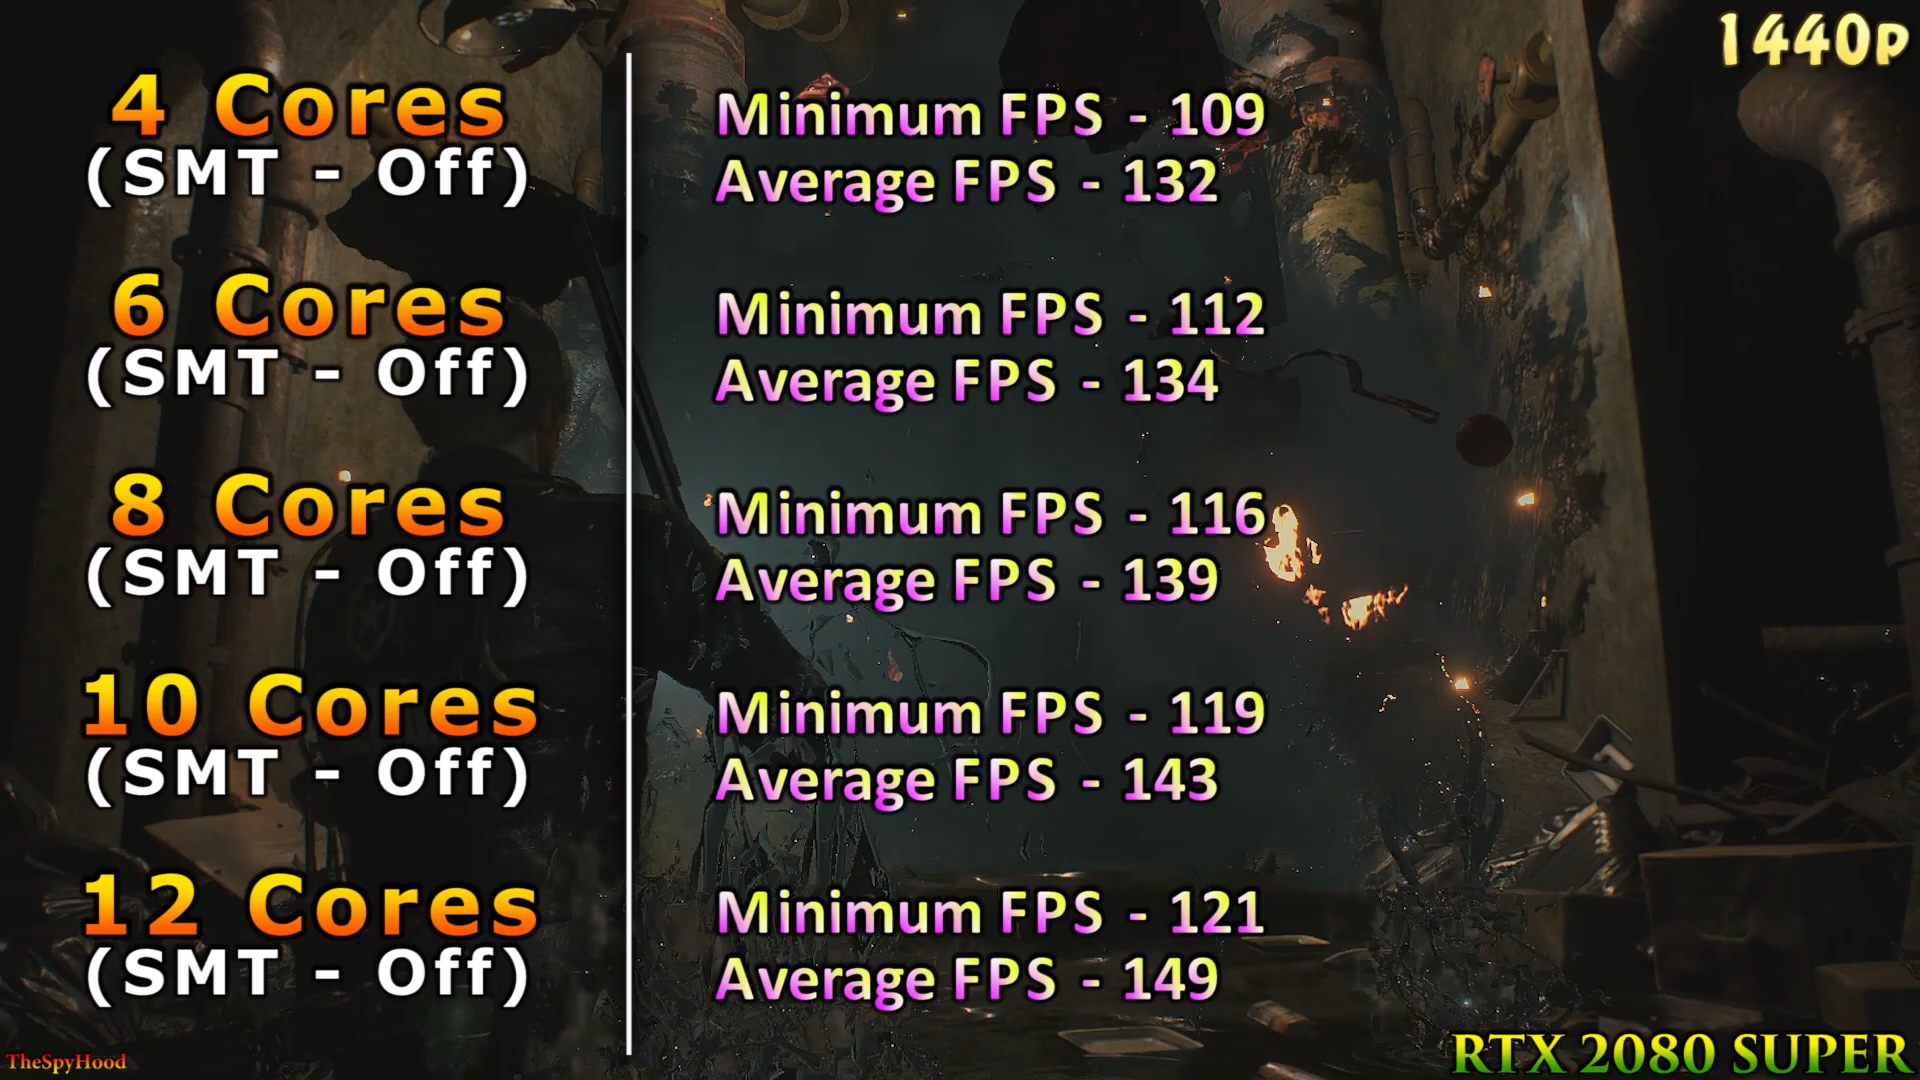 1440p
4 Cores
(SMT - Off)
Minimum FPS - 109
Average FPS - 132
6 Cores
(SMT - Off)
Minimum FPS - 112
Average FPS - 134
8 Cores
(SMT - Off)
Minimum FPS - 116
Average FPS - 139
10 Cores
(SMT - Off)
Minimum FPS - 119
Average FPS - 143
12 Cores
(SMT - Off)
Minimum FPS - 121
Average FPS - 149
TheSpyHood
RTX 2080 SUPER